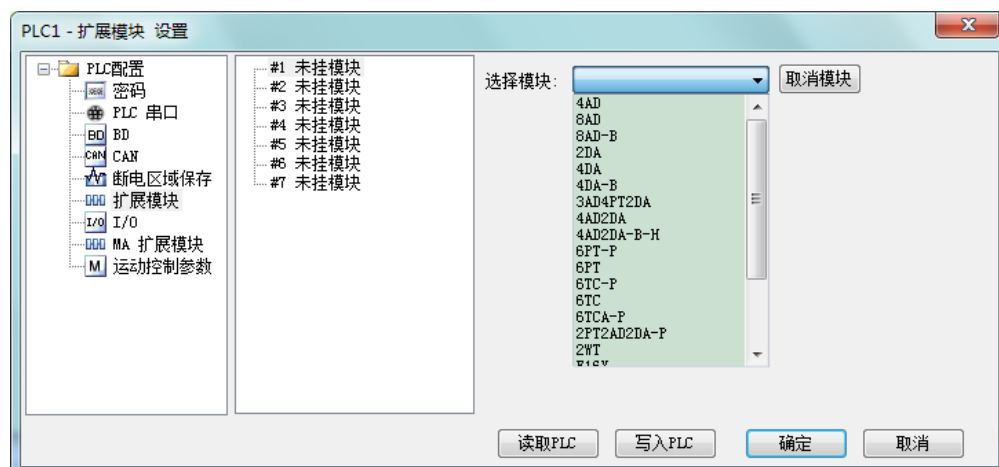 PLC1 - 扩展模块 设置
PLC配置
密码
PLC 串口
BD BD
CAN CAN
断电区域保存
扩展模块
I/O I/O
MA 扩展模块
M 运动控制参数
#1 未挂模块
#2 未挂模块
#3 未挂模块
#4 未挂模块
#5 未挂模块
#6 未挂模块
#7 未挂模块
选择模块:
取消模块
4AD
8AD
8AD-B
2DA
4DA
4DA-B
3AD4PT2DA
4AD2DA
4AD2DA-B-H
6PT-P
6PT
6TC-P
6TC
6TCA-P
2PT2AD2DA-P
2WT
读取PLC
写入PLC
确定
取消